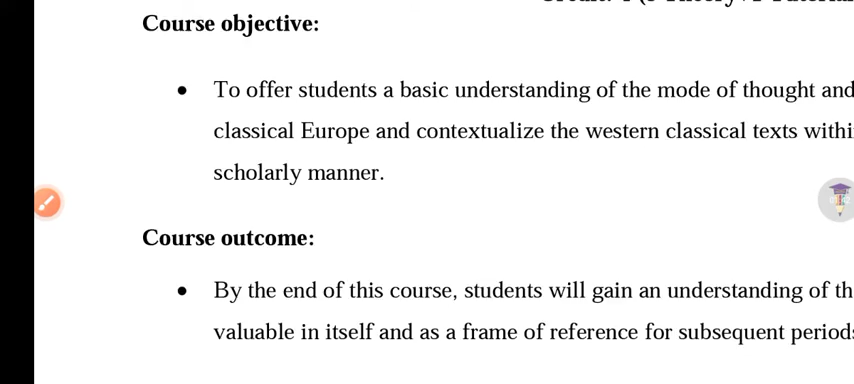 Course objective:
• To offer students a basic understanding of the mode of thought and
classical Europe and contextualize the western classical texts withi
scholarly manner.
Course outcome:
• By the end of this course, students will gain an understanding of th
valuable in itself and as a frame of reference for subsequent periods